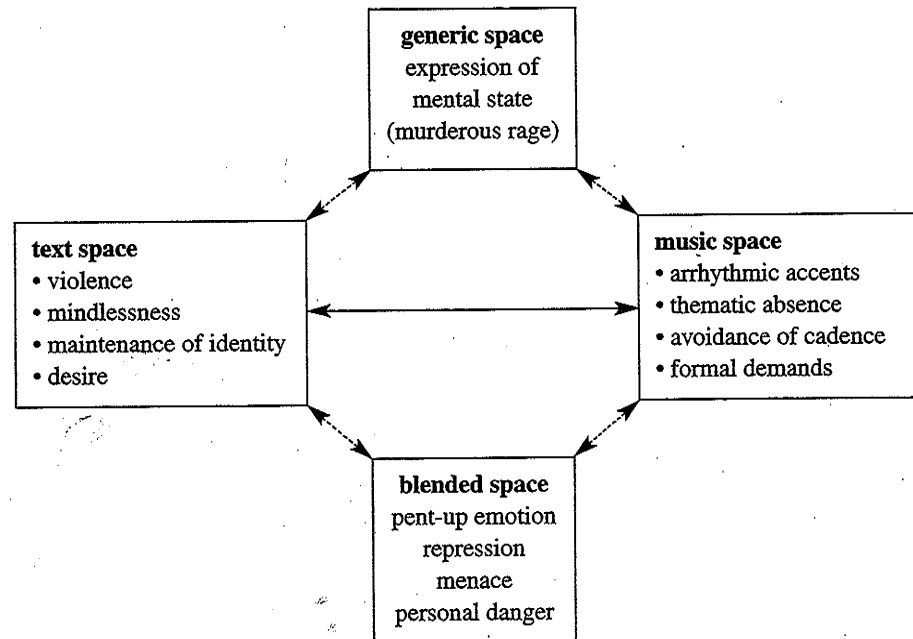 generic space
expression of
mental state
(murderous rage)
text space
• violence
• mindlessness
• maintenance of identity
• desire
music space
• arrhythmic accents
• thematic absence
• avoidance of cadence
• formal demands
blended space
pent-up emotion
repression
menace
personal danger